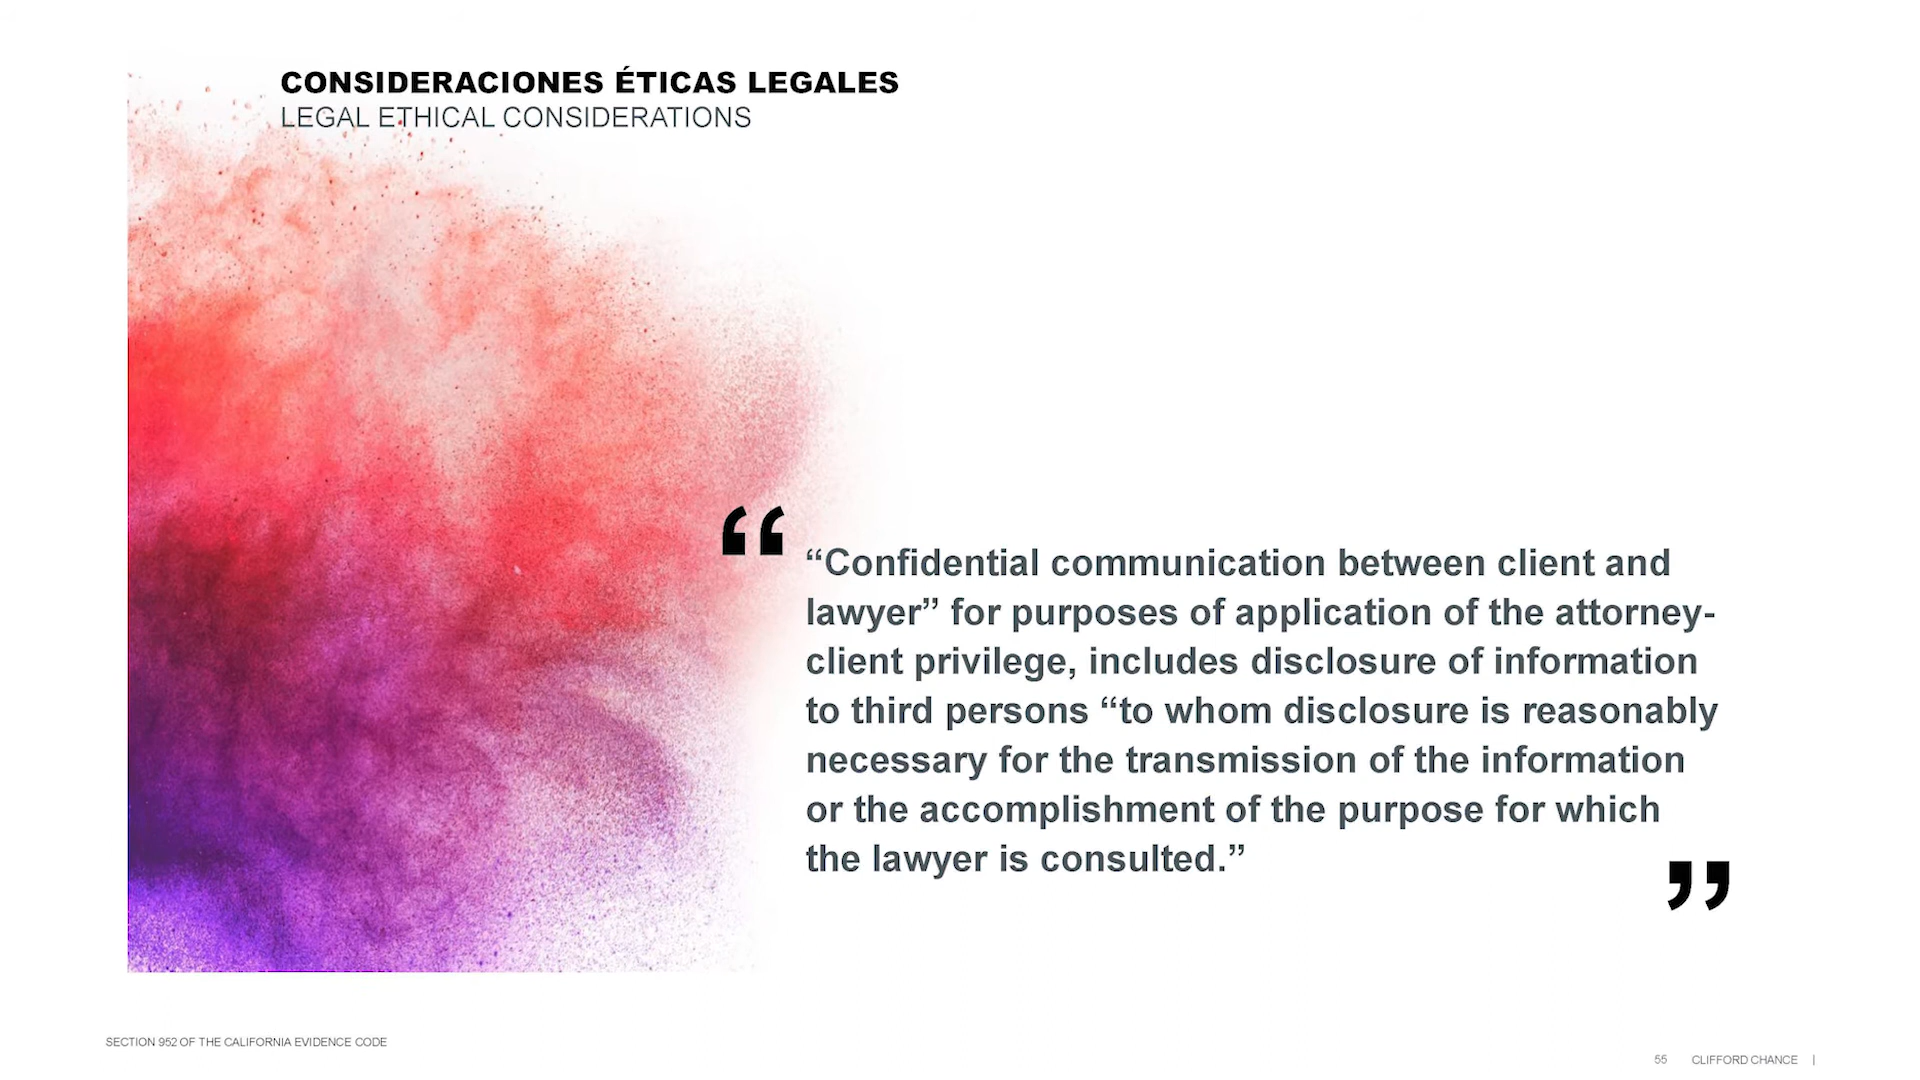 CONSIDERACIONES ÉTICAS LEGALES
LEGAL ETHICAL CONSIDERATIONS
“
“Confidential communication between client and
lawyer” for purposes of application of the attorney-
client privilege, includes disclosure of information
to third persons “to whom disclosure is reasonably
necessary for the transmission of the information
or the accomplishment of the purpose for which
the lawyer is consulted.”
”
SECTION 952 OF THE CALIFORNIA EVIDENCE CODE
55 CLIFFORD CHANCE |